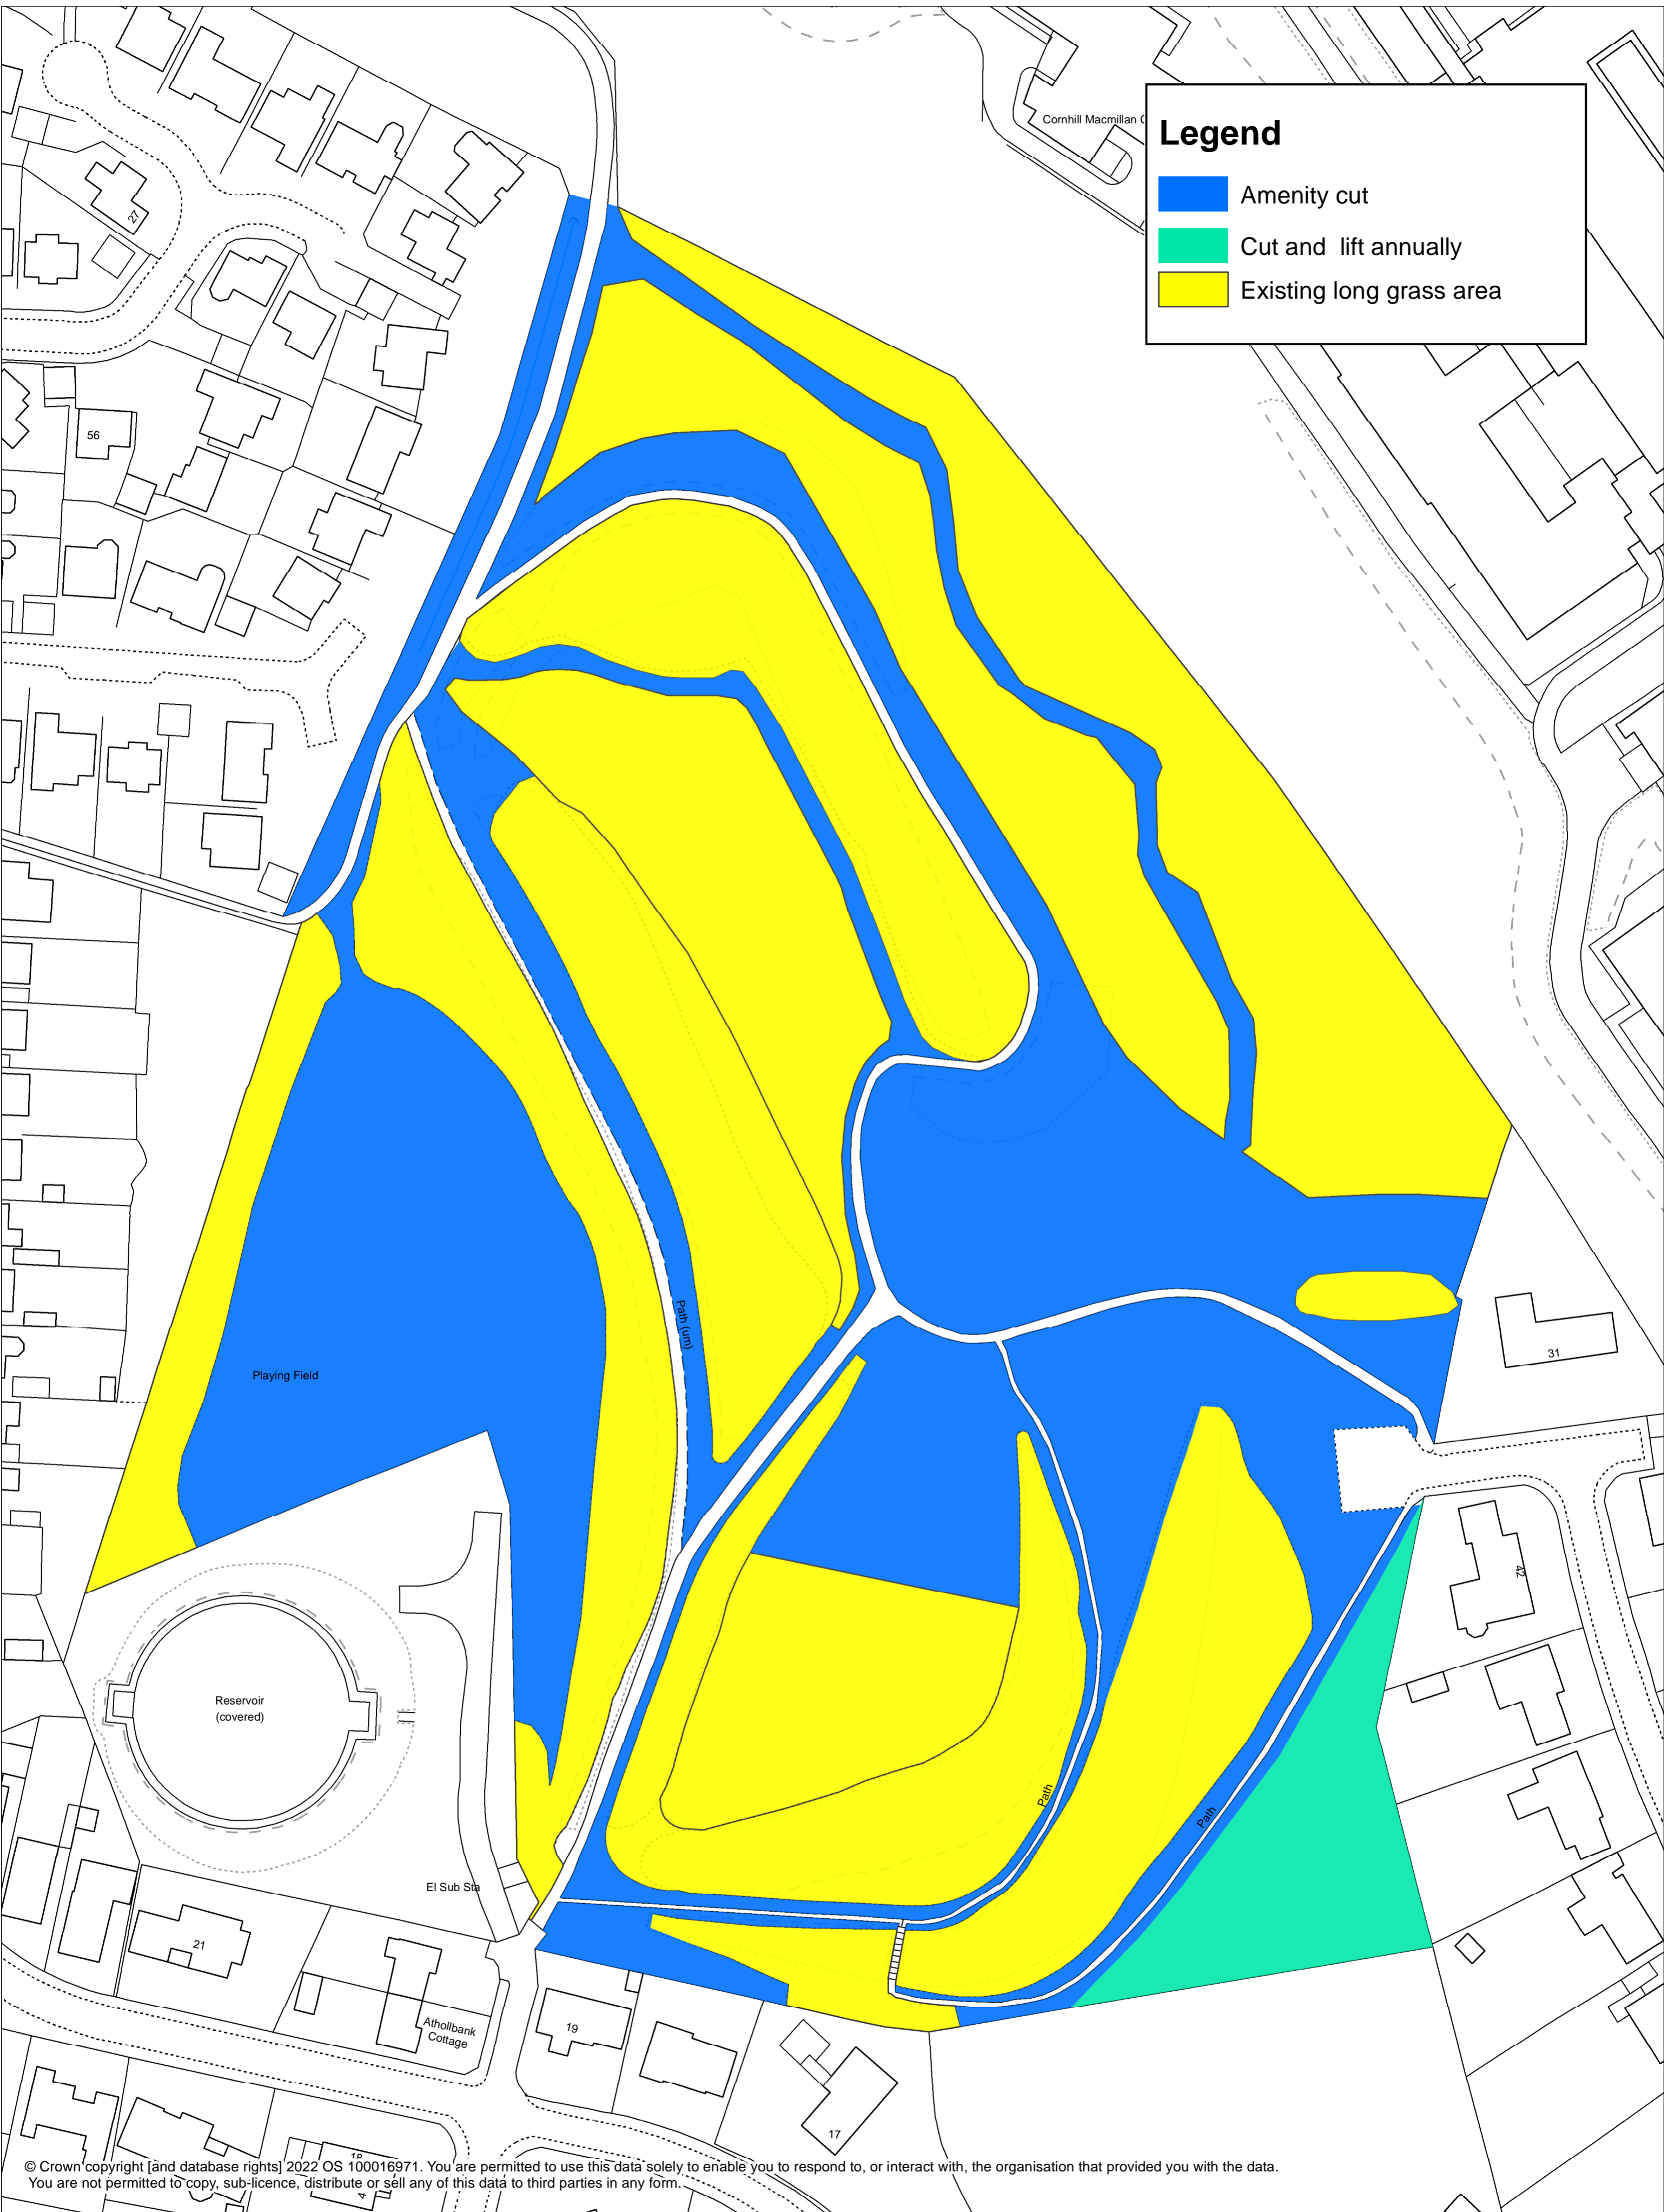 Cornhill Macmillan
Legend
Amenity cut
Cut and lift annually
Existing long grass area
27
56
Path (um)
Playing Field
31
42
Reservoir
(covered)
Path
Path
El Sub Sta
21
Athollbank
Cottage
19
17
18
4
© Crown copyright [and database rights] 2022 OS 100016971. You are permitted to use this data solely to enable you to respond to, or interact with, the organisation that provided you with the data.
You are not permitted to copy, sub-licence, distribute or sell any of this data to third parties in any form.